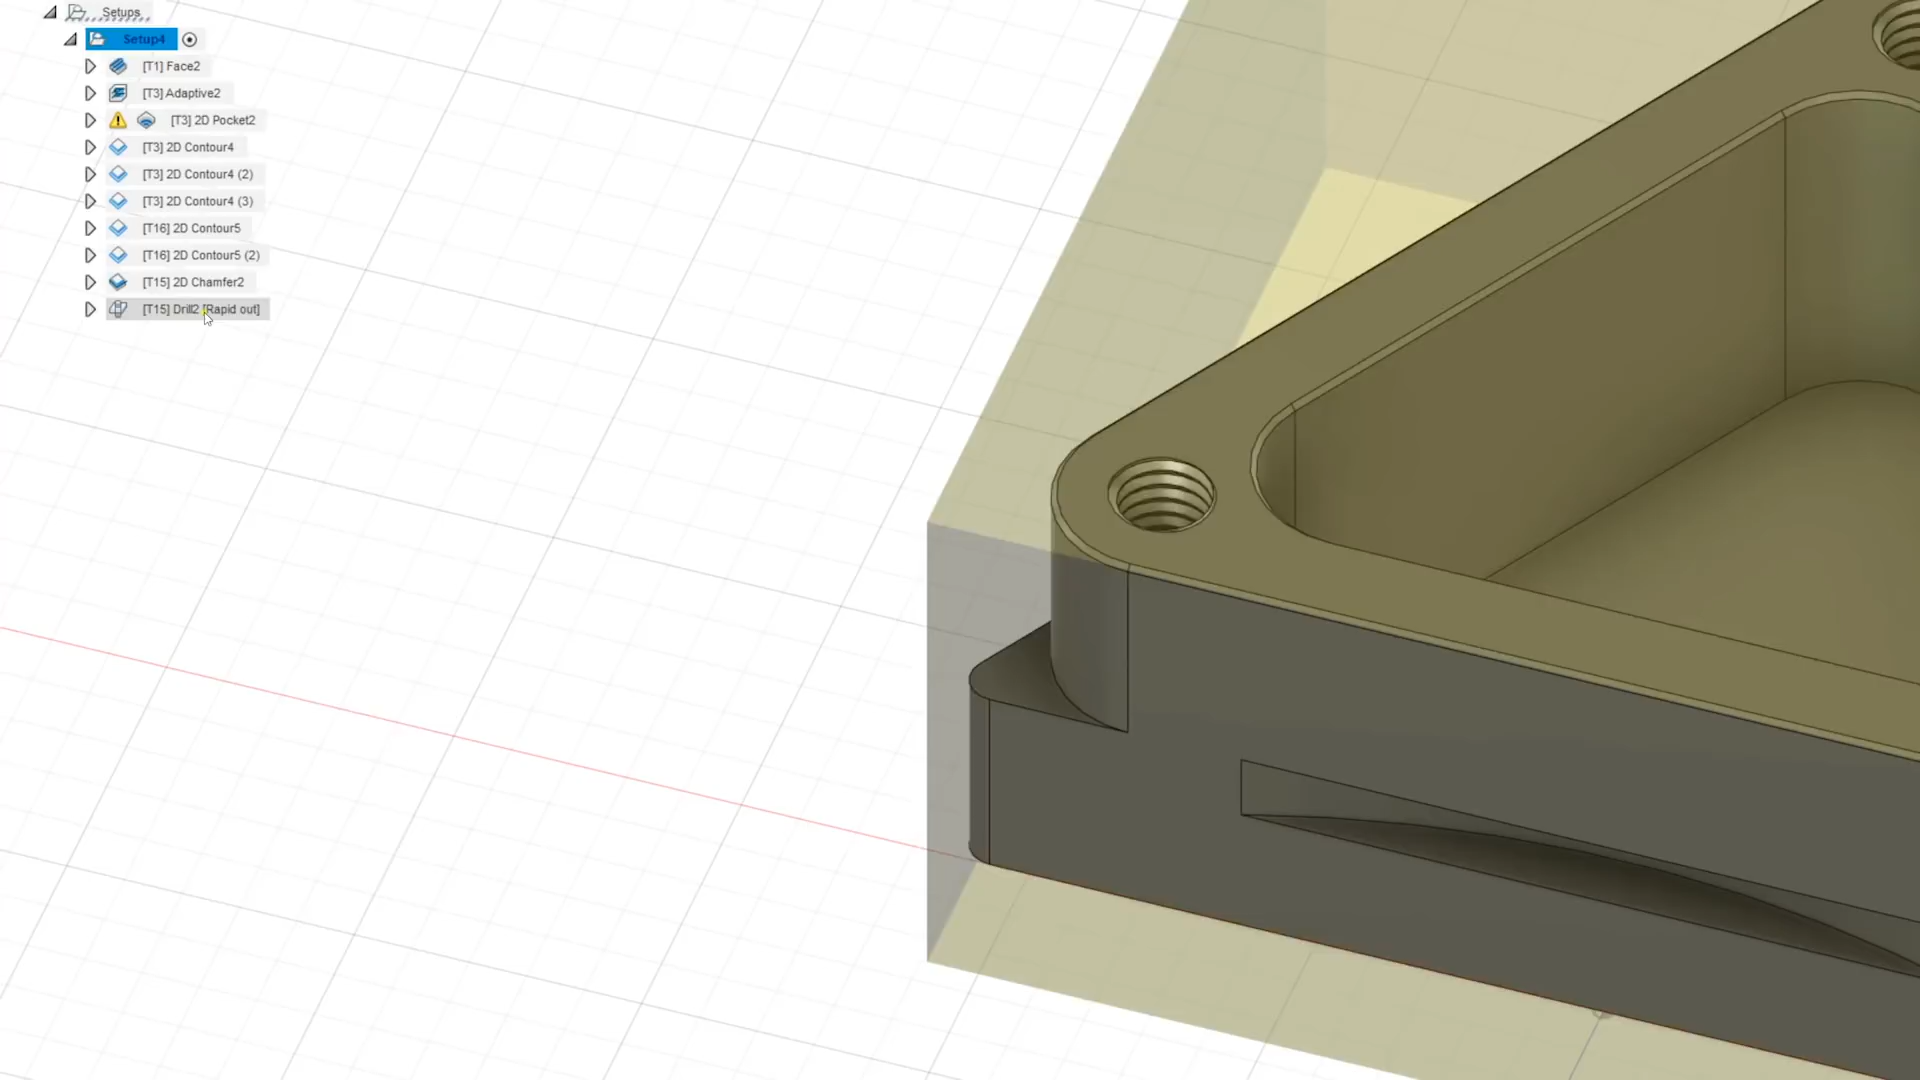 Setups
Setup4
[T1] Face2
[T3] Adaptive2
[T3] 2D Pocket2
[T3] 2D Contour4
[T3] 2D Contour4 (2)
[T3] 2D Contour4 (3)
[T16] 2D Contour5
[T16] 2D Contour5 (2)
[T15] 2D Chamfer2
[T15] Drill2 [Rapid out]